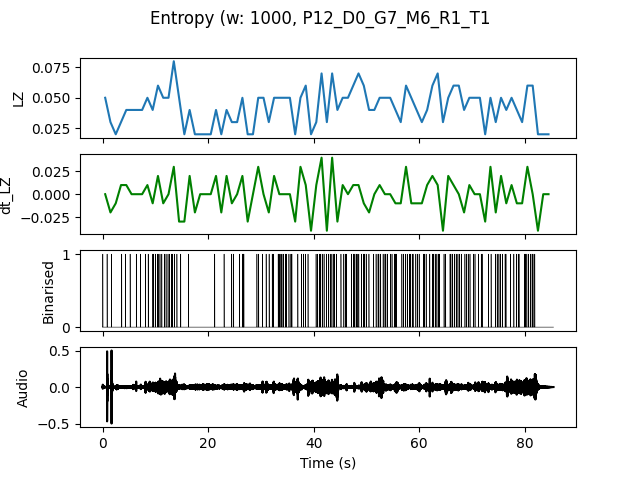 Entropy (w: 1000, P12_D0_G7_M6_R1_T1
0.075
0.050
0.025
LZ
0.025
0.000
−0.025
dt_LZ
1
0
Binarised
0.5
0.0
−0.5
Audio
0 20 40 60 80
Time (s)